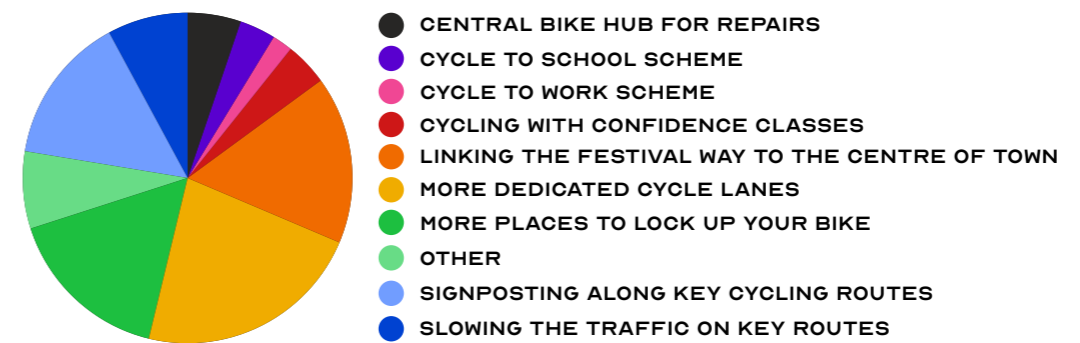 CENTRAL BIKE HUB FOR REPAIRS
CYCLE TO SCHOOL SCHEME
CYCLE TO WORK SCHEME
CYCLING WITH CONFIDENCE CLASSES
LINKING THE FESTIVAL WAY TO THE CENTRE OF TOWN
MORE DEDICATED CYCLE LANES
MORE PLACES TO LOCK UP YOUR BIKE
OTHER
SIGNPOSTING ALONG KEY CYCLING ROUTES
SLOWING THE TRAFFIC ON KEY ROUTES